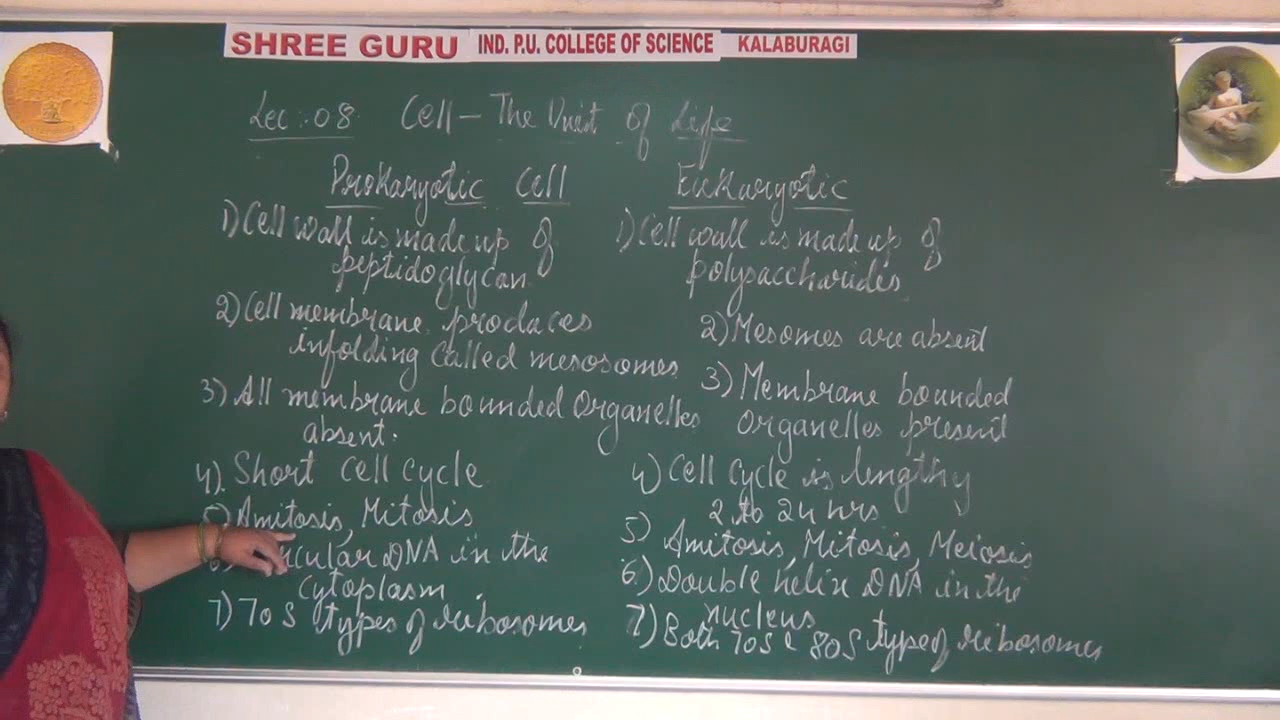 SHREE GURU IND. P.U. COLLEGE OF SCIENCE KALABURAGI
Lec:-08 Cell – The Unit of Life
Prokaryotic Cell
1) Cell wall is made up of
peptidoglycan
2) Cell membrane produces
infolding called mesosomes
3) All membrane bounded Organelles
absent.
4) Short Cell Cycle
5) Amitosis, Mitosis
DNA in the
cytoplasm
7) 70 S types of ribosomes
Eukaryotic
1) Cell wall is made up of
polysaccharides
2) Mesomes are absent
3) Membrane bounded
Organelles present
4) Cell Cycle is lengthy
2 to 24 hrs
5) Amitosis, Mitosis, Meiosis
6) Double helix DNA in the
nucleus
7) Both 70S & 80S type of ribosomes